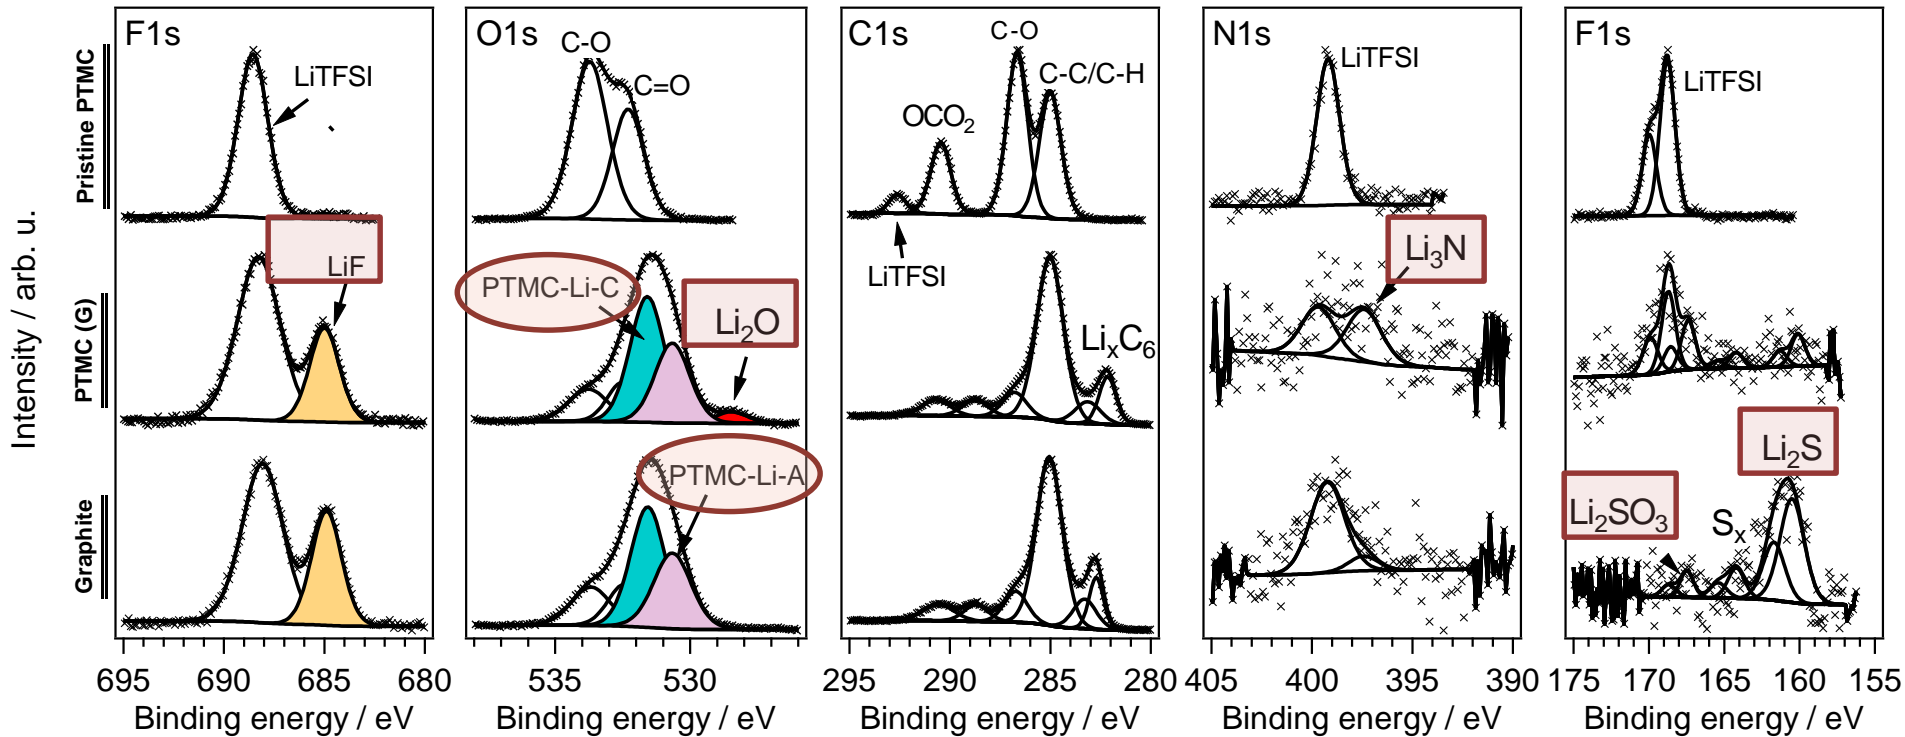 Intensity / arb. u.
Pristine PTMC
PTMC (G)
Graphite
F1s
LiTFSI
LiF
695 690 685 680
Binding energy / eV
O1s
C-O
C=O
PTMC-Li-C
Li₂O
PTMC-Li-A
535 530
Binding energy / eV
C1s
C-O
C-C/C-H
OCO₂
LiTFSI
LiₓC₆
295 290 285 280
Binding energy / eV
N1s
LiTFSI
Li₃N
405 400 395 390
Binding energy / eV
F1s
LiTFSI
Li₂S
Li₂SO₃
Sₓ
175 170 165 160 155
Binding energy / eV